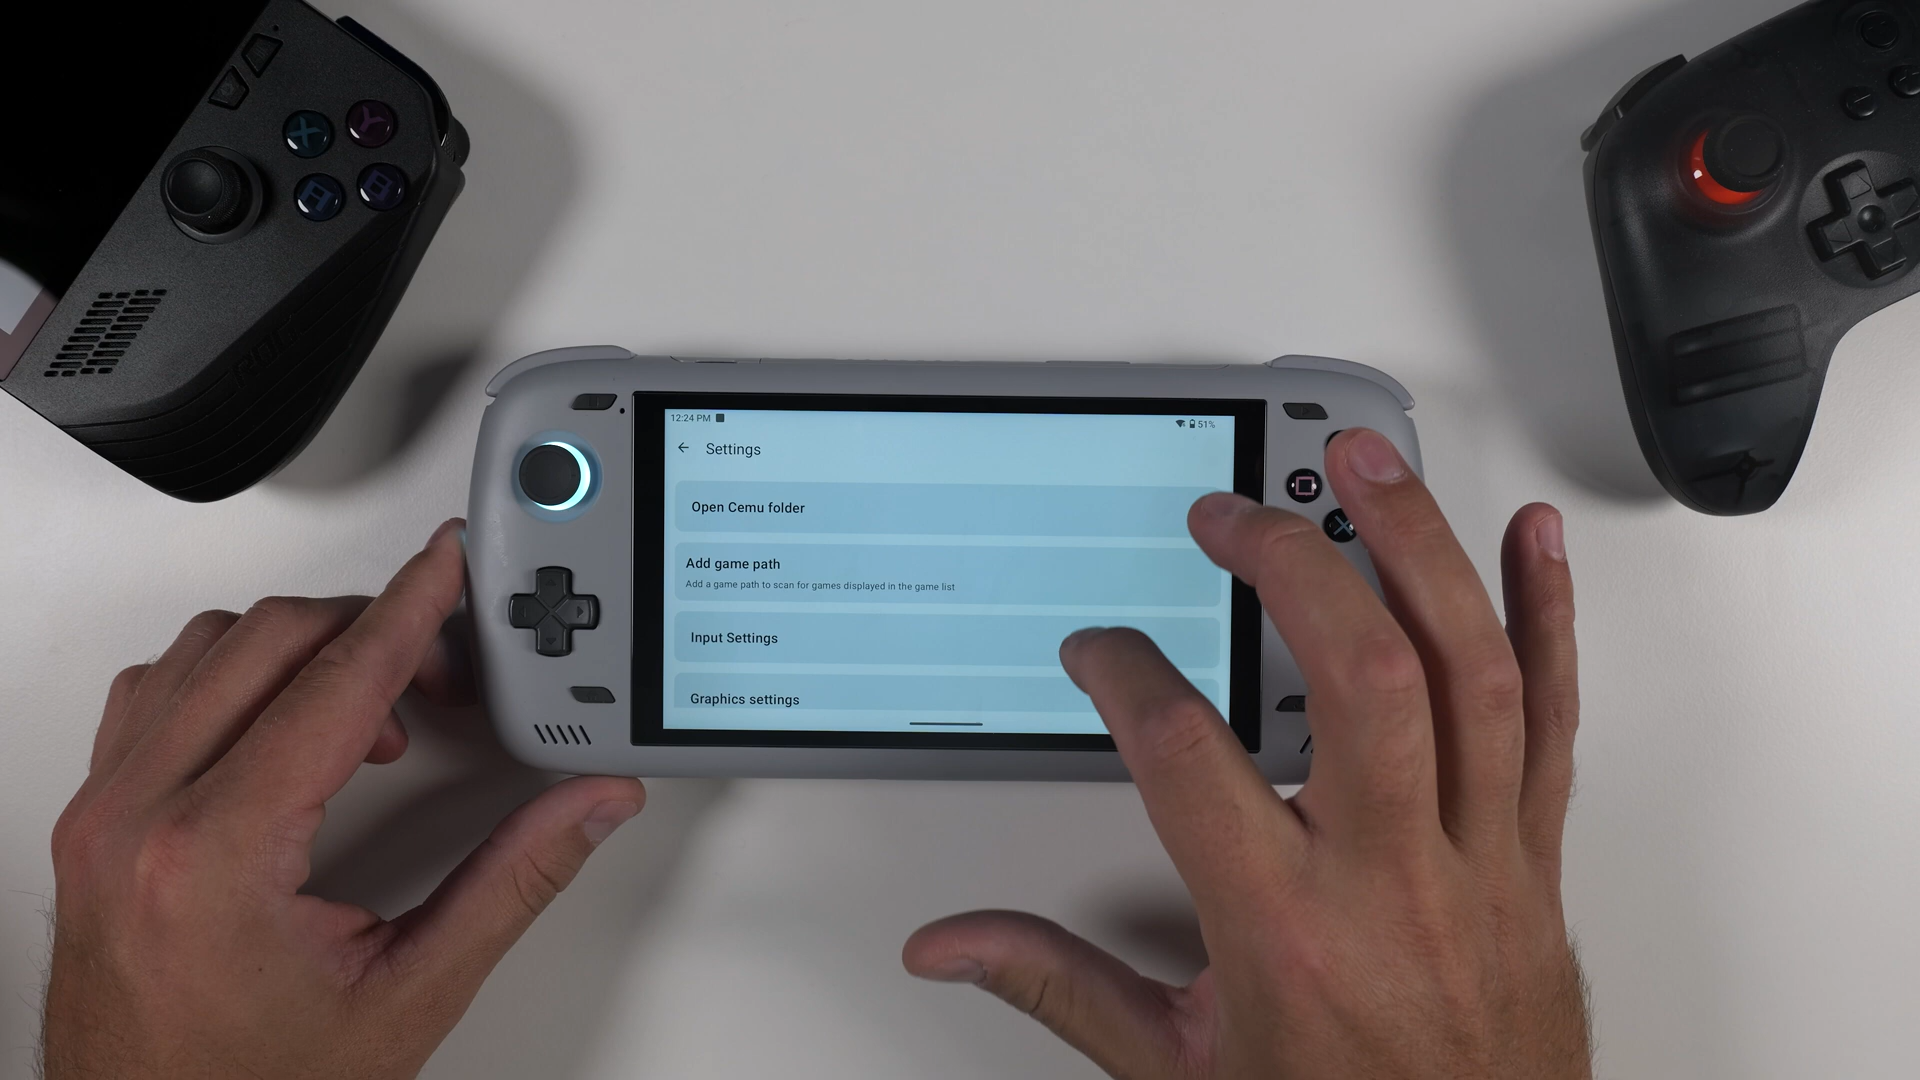 X
Y
A
B
ROG
12:24 PM
51%
Settings
Open Cemu folder
Add game path
Add a game path to scan for games displayed in the game list
Input Settings
Graphics settings